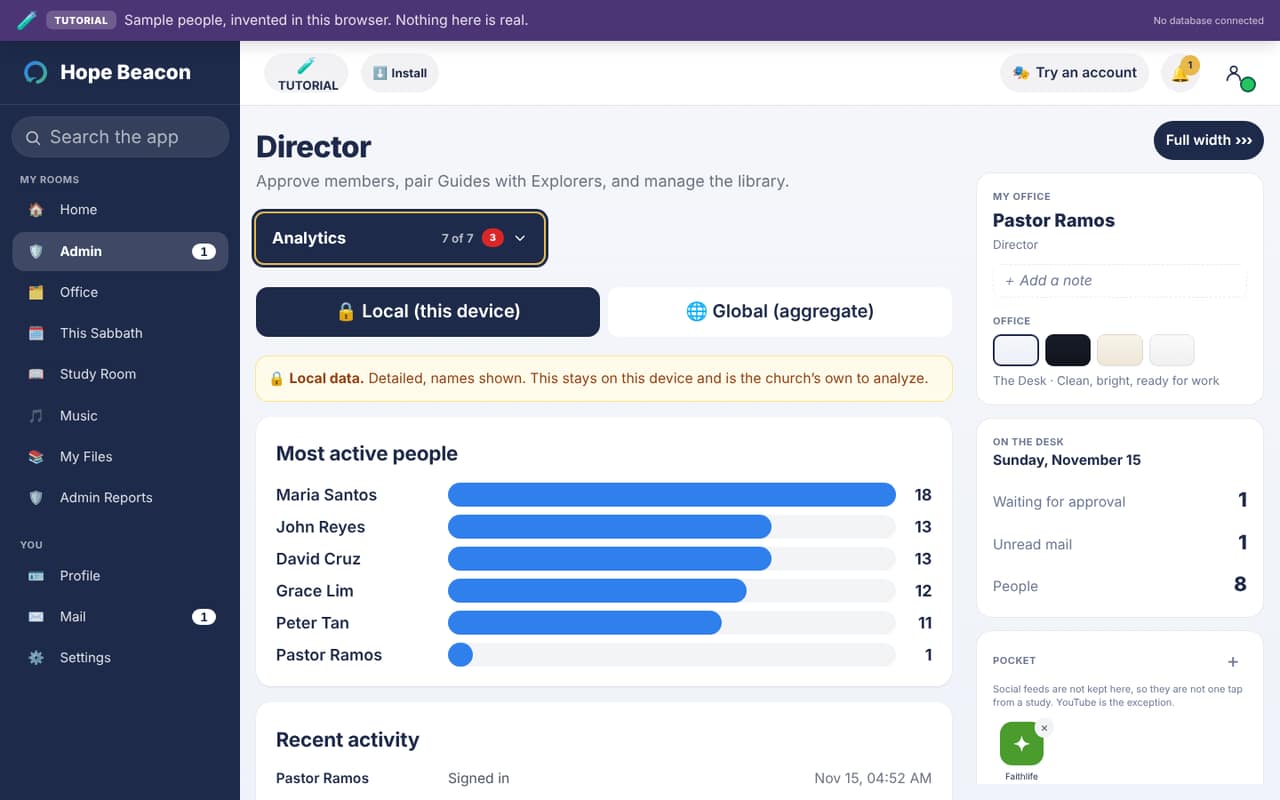 TUTORIAL Sample people, invented in this browser. Nothing here is real.
No database connected
Hope Beacon
Search the app
MY ROOMS
Home
Admin 1
Office
This Sabbath
Study Room
Music
My Files
Admin Reports
YOU
Profile
Mail 1
Settings
TUTORIAL
Install
Try an account
1
Director
Approve members, pair Guides with Explorers, and manage the library.
Full width ›››
Analytics 7 of 7 3
Local (this device)
Global (aggregate)
Local data. Detailed, names shown. This stays on this device and is the church’s own to analyze.
Most active people
Maria Santos 18
John Reyes 13
David Cruz 13
Grace Lim 12
Peter Tan 11
Pastor Ramos 1
Recent activity
Pastor Ramos Signed in Nov 15, 04:52 AM
MY OFFICE
Pastor Ramos
Director
+ Add a note
OFFICE
The Desk · Clean, bright, ready for work
ON THE DESK
Sunday, November 15
Waiting for approval 1
Unread mail 1
People 8
POCKET +
Social feeds are not kept here, so they are not one tap
from a study. YouTube is the exception.
×
Faithlife